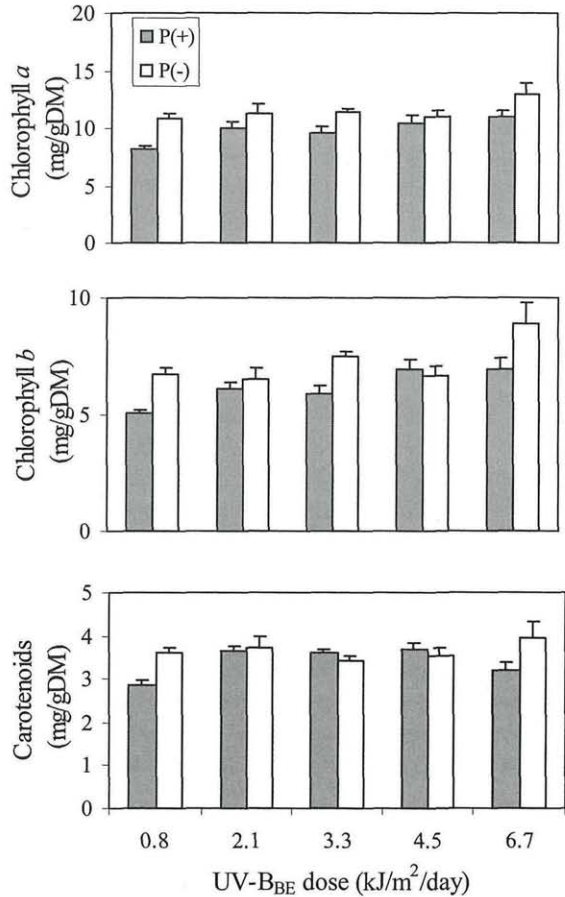 Chlorophyll a
(mg/gDM)
20
15
10
5
0
P(+)
P(-)
Chlorophyll b
(mg/gDM)
10
5
0
Carotenoids
(mg/gDM)
5
4
3
2
1
0
0.8 2.1 3.3 4.5 6.7
UV-B_BE dose (kJ/m²/day)